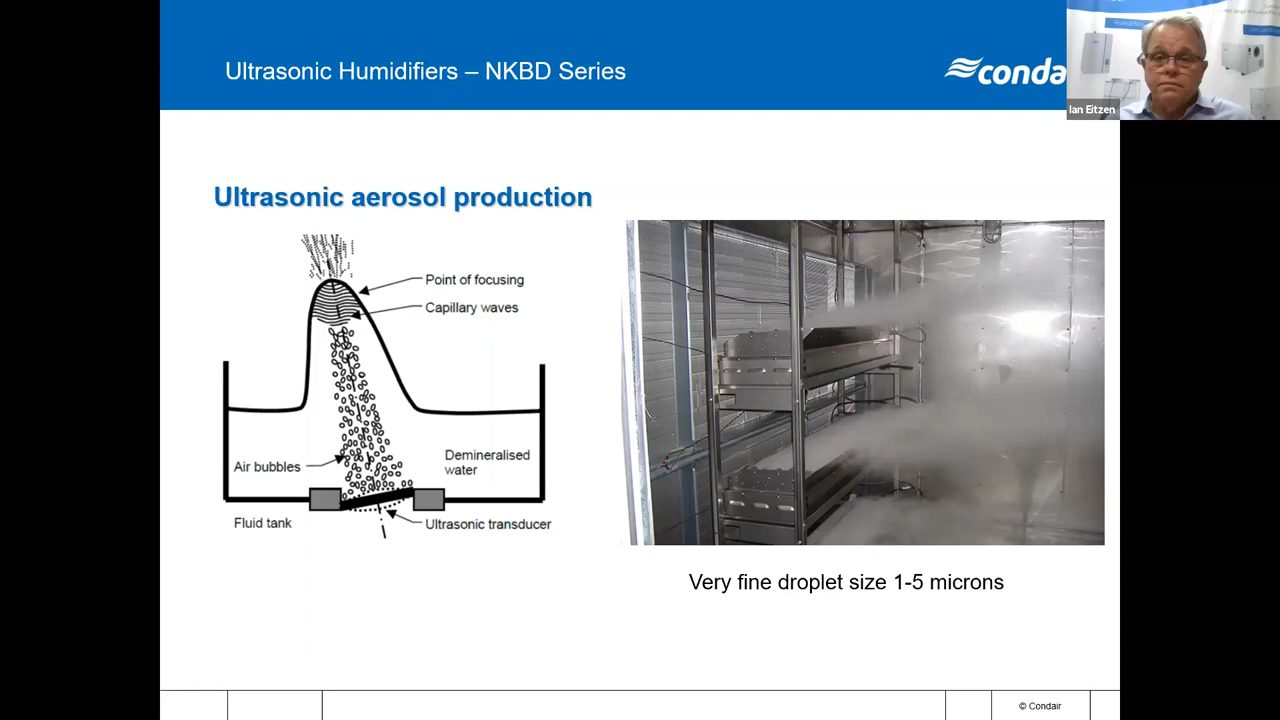 Ultrasonic Humidifiers – NKBD Series
conda
Ian Eitzen
Ultrasonic aerosol production
Point of focusing
Capillary waves
Air bubbles
Demineralised
water
Fluid tank
Ultrasonic transducer
Very fine droplet size 1-5 microns
© Condair